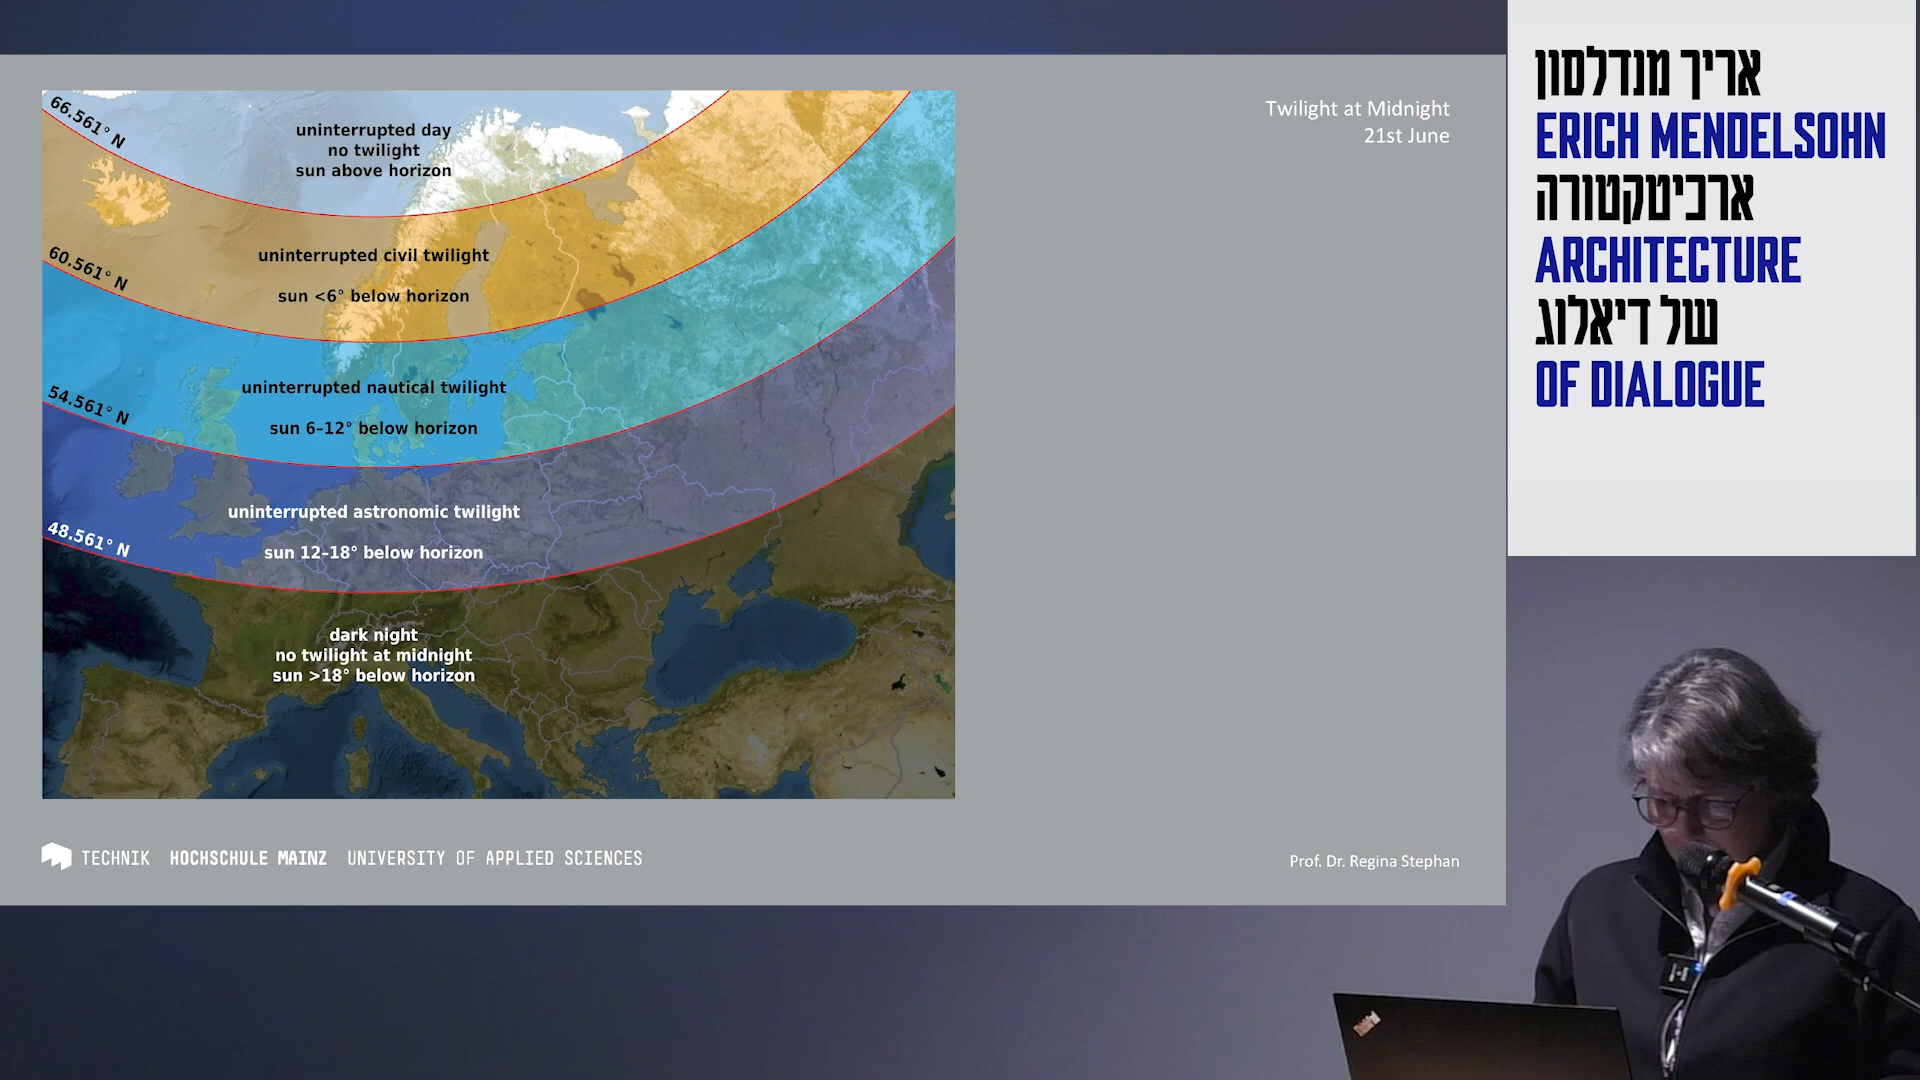 66.561° N
uninterrupted day
no twilight
sun above horizon
60.561° N
uninterrupted civil twilight
sun <6° below horizon
54.561° N
uninterrupted nautical twilight
sun 6–12° below horizon
48.561° N
uninterrupted astronomic twilight
sun 12–18° below horizon
dark night
no twilight at midnight
sun >18° below horizon
Twilight at Midnight
21st June
TECHNIK HOCHSCHULE MAINZ UNIVERSITY OF APPLIED SCIENCES
Prof. Dr. Regina Stephan
אריך מנדלסון
ERICH MENDELSOHN
ארכיטקטורה
ARCHITECTURE
של דיאלוג
OF DIALOGUE